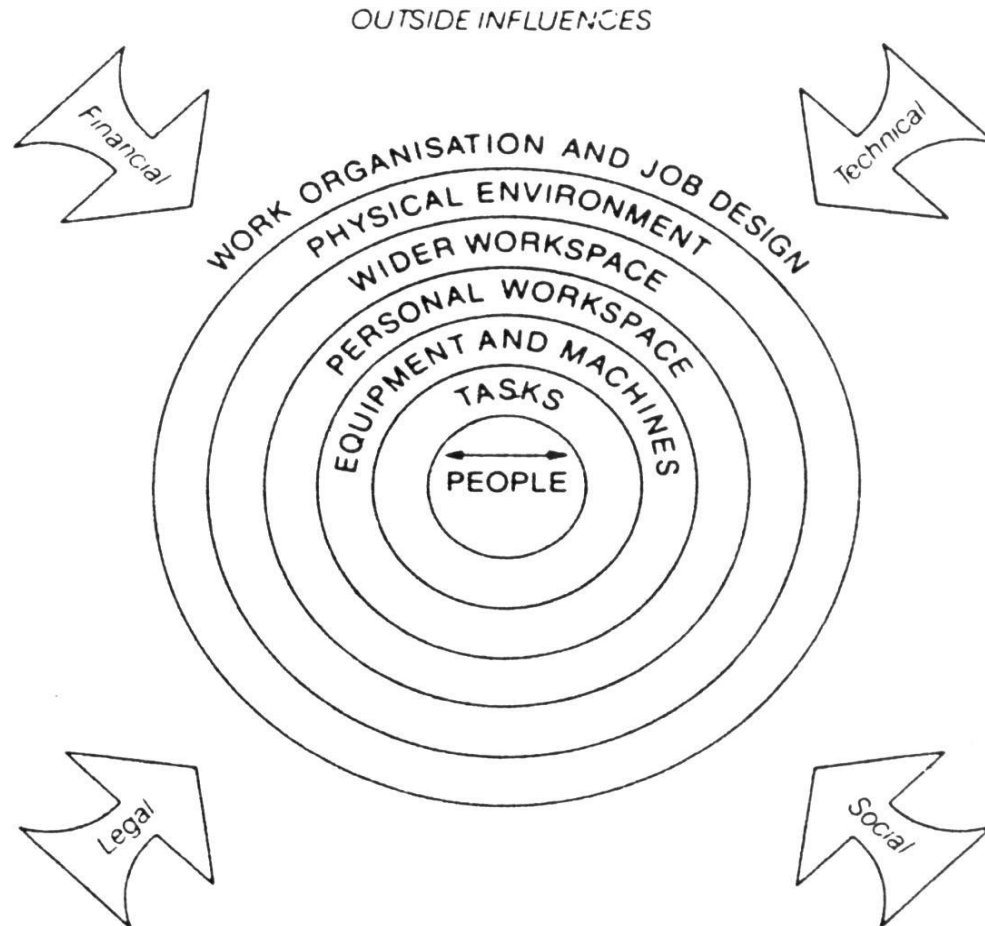 OUTSIDE INFLUENCES
Financial
Technical
WORK ORGANISATION AND JOB DESIGN
PHYSICAL ENVIRONMENT
WIDER WORKSPACE
PERSONAL WORKSPACE
EQUIPMENT AND MACHINES
TASKS
PEOPLE
Legal
Social